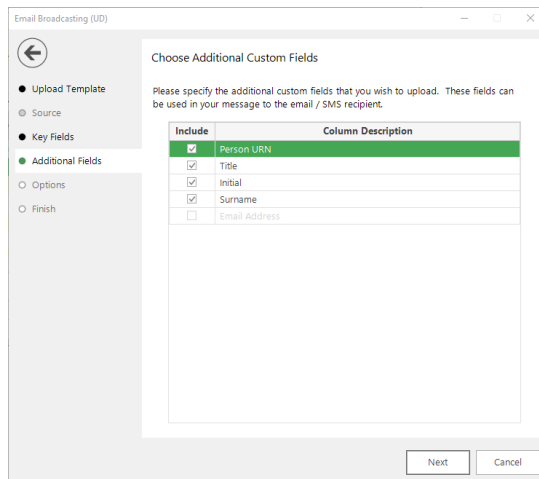 Email Broadcasting (UD)
Choose Additional Custom Fields
Upload Template
Source
Key Fields
Additional Fields
Options
Finish
Please specify the additional custom fields that you wish to upload. These fields can
be used in your message to the email / SMS recipient.
Include Column Description
Person URN
Title
Initial
Surname
Email Address
Next Cancel